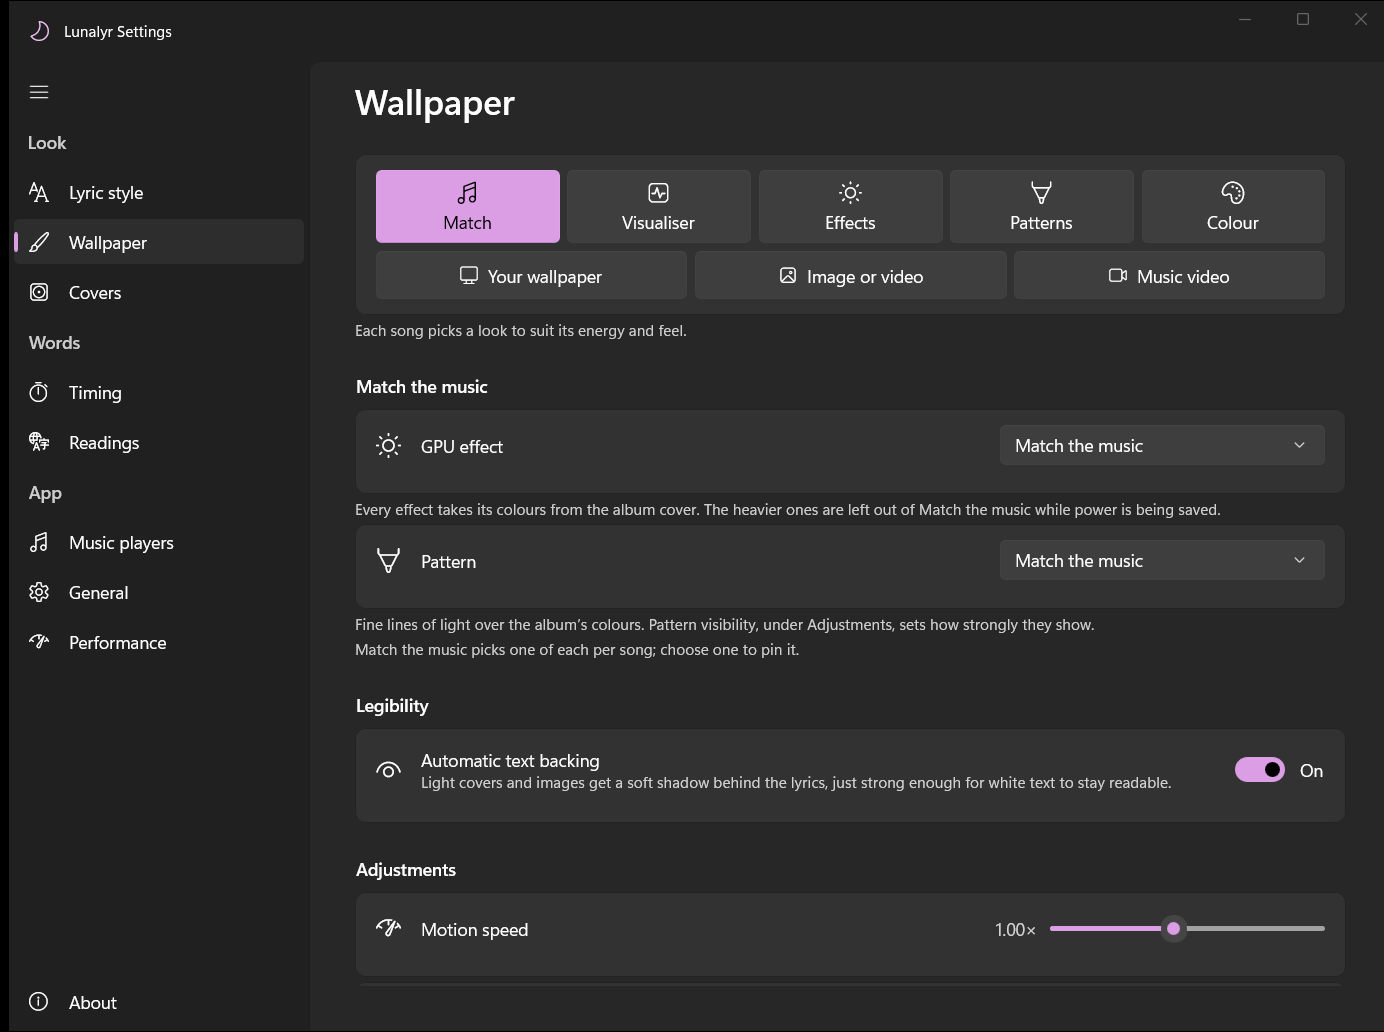 Lunalyr Settings
Look
Lyric style
Wallpaper
Covers
Words
Timing
Readings
App
Music players
General
Performance
About
Wallpaper
Match
Visualiser
Effects
Patterns
Colour
Your wallpaper
Image or video
Music video
Each song picks a look to suit its energy and feel.
Match the music
GPU effect
Match the music
Every effect takes its colours from the album cover. The heavier ones are left out of Match the music while power is being saved.
Pattern
Match the music
Fine lines of light over the album’s colours. Pattern visibility, under Adjustments, sets how strongly they show.
Match the music picks one of each per song; choose one to pin it.
Legibility
Automatic text backing
Light covers and images get a soft shadow behind the lyrics, just strong enough for white text to stay readable.
On
Adjustments
Motion speed
1.00×